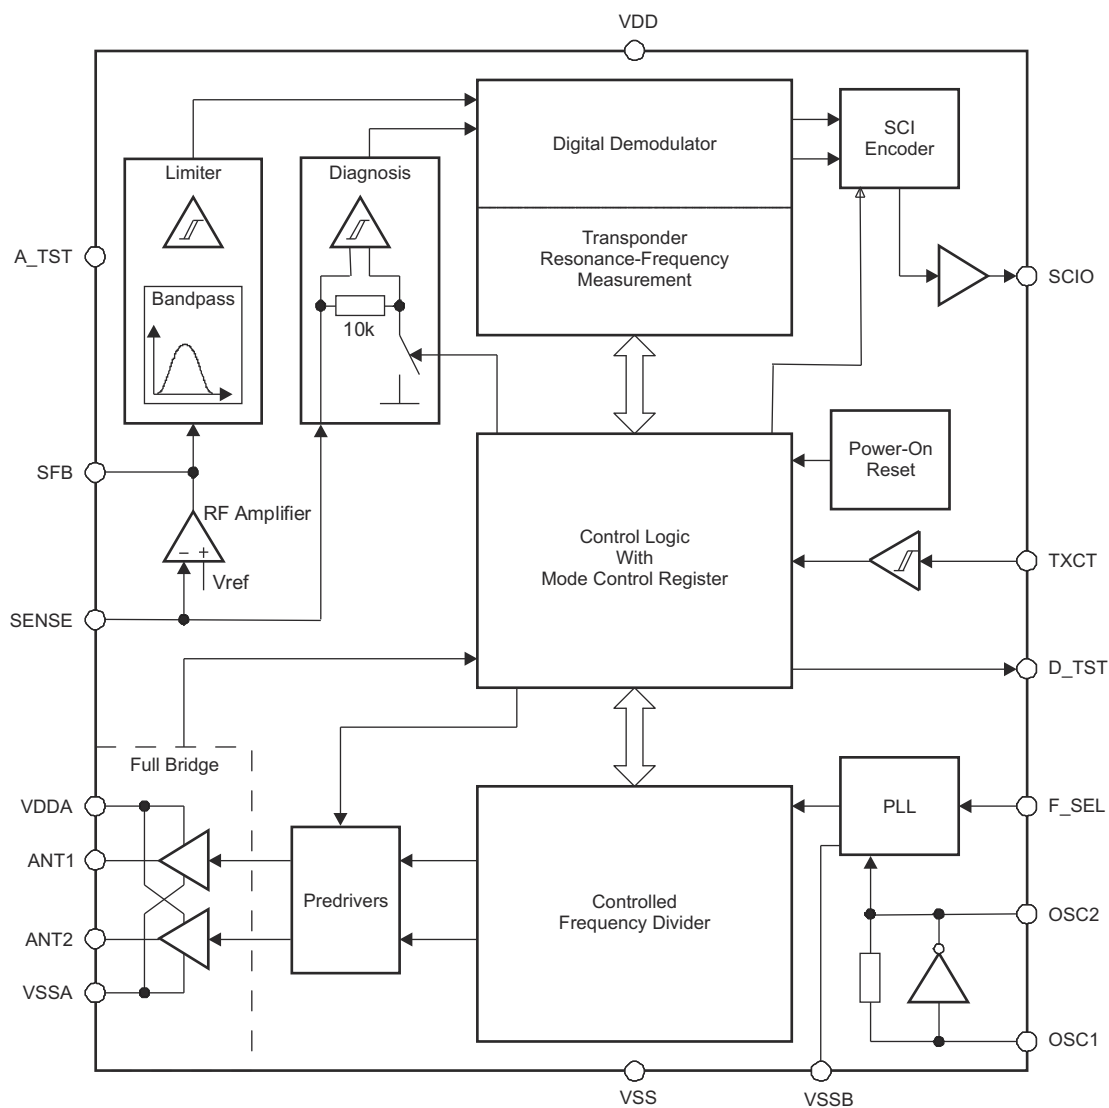 VDD
Digital Demodulator
SCI
Encoder
Limiter
Diagnosis
Transponder
Resonance-Frequency
Measurement
A_TST
SCIO
Bandpass
10k
SFB
Power-On
Reset
RF Amplifier
Control Logic
With
Mode Control Register
– +
Vref
TXCT
SENSE
D_TST
Full Bridge
VDDA
PLL
F_SEL
ANT1
Predrivers
Controlled
Frequency Divider
OSC2
ANT2
VSSA
OSC1
VSS
VSSB